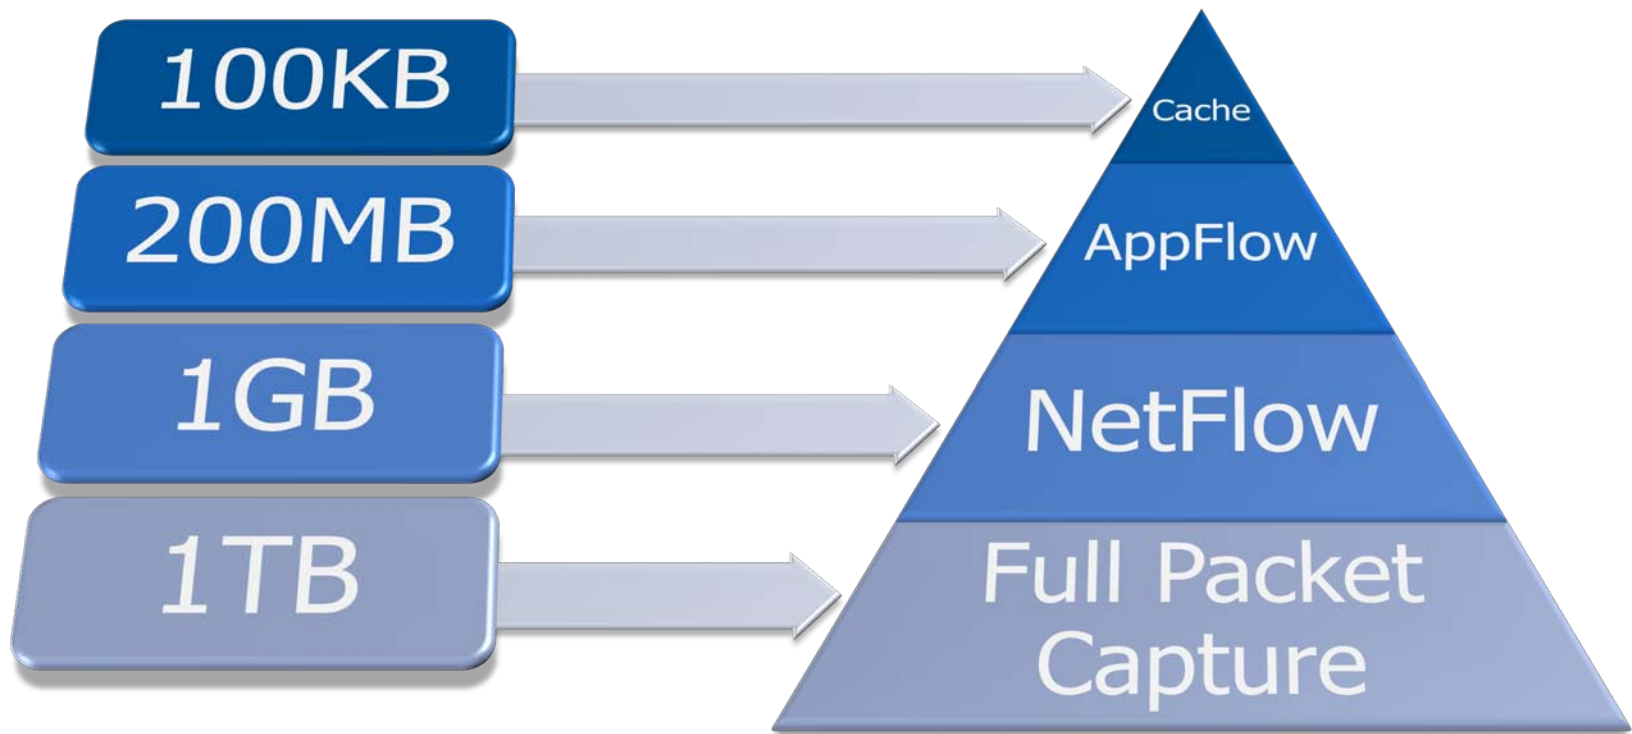 100KB
Cache
200MB
AppFlow
1GB
NetFlow
1TB
Full Packet
Capture